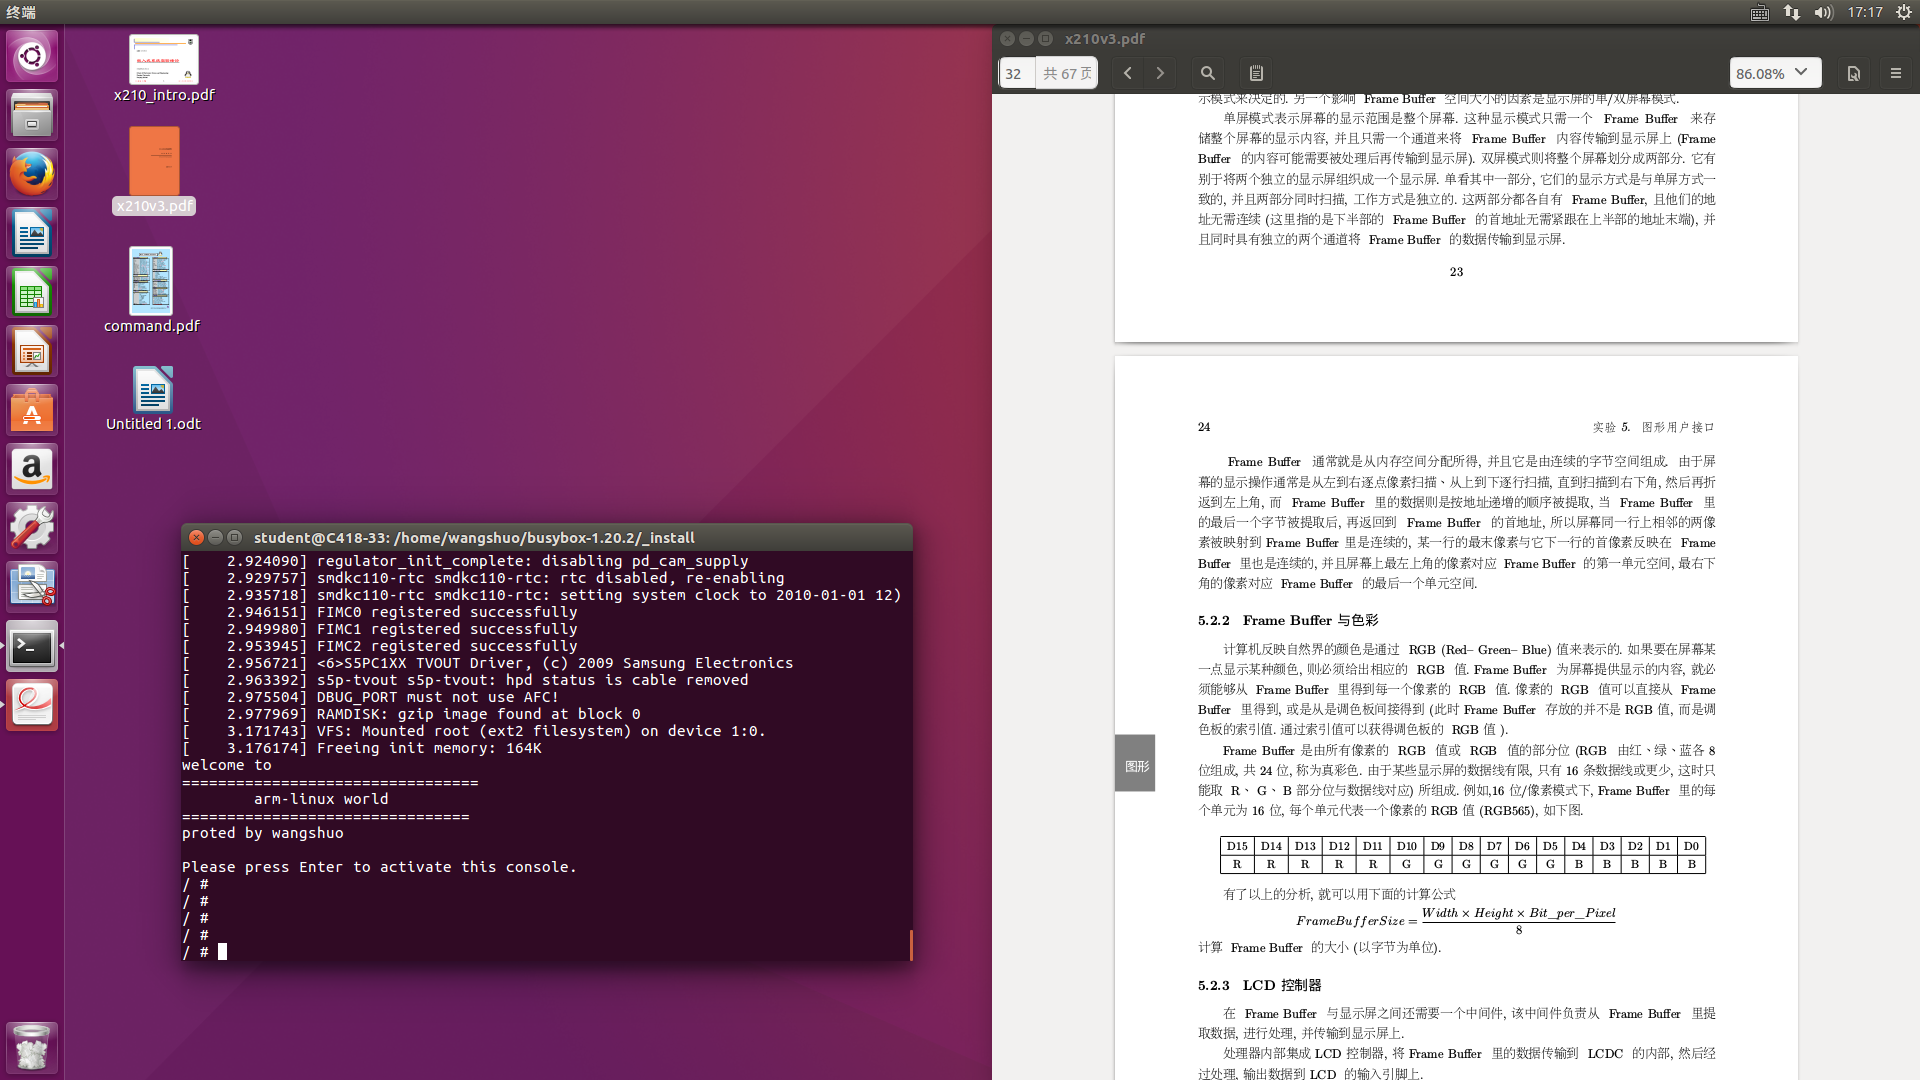 终端
17:17
x210_intro.pdf
x210v3.pdf
command.pdf
Untitled 1.odt
student@C418-33: /home/wangshuo/busybox-1.20.2/_install
[    2.924090] regulator_init_complete: disabling pd_cam_supply
[    2.929757] smdkc110-rtc smdkc110-rtc: rtc disabled, re-enabling
[    2.935718] smdkc110-rtc smdkc110-rtc: setting system clock to 2010-01-01 12)
[    2.946151] FIMC0 registered successfully
[    2.949980] FIMC1 registered successfully
[    2.953945] FIMC2 registered successfully
[    2.956721] <6>S5PC1XX TVOUT Driver, (c) 2009 Samsung Electronics
[    2.963392] s5p-tvout s5p-tvout: hpd status is cable removed
[    2.975504] DBUG_PORT must not use AFC!
[    2.977969] RAMDISK: gzip image found at block 0
[    3.171743] VFS: Mounted root (ext2 filesystem) on device 1:0.
[    3.176174] Freeing init memory: 164K
welcome to
=================================
        arm-linux world
================================
proted by wangshuo
Please press Enter to activate this console.
/ #
/ #
/ #
/ #
/ #
x210v3.pdf
32 共 67 页
86.08%
示模式来决定的. 另一个影响 Frame Buffer 空间大小的因素是显示屏的单/双屏幕模式.
单屏模式表示屏幕的显示范围是整个屏幕. 这种显示模式只需一个 Frame Buffer 来存
储整个屏幕的显示内容, 并且只需一个通道来将 Frame Buffer 内容传输到显示屏上 (Frame
Buffer 的内容可能需要被处理后再传输到显示屏). 双屏模式则将整个屏幕划分成两部分. 它有
别于将两个独立的显示屏组织成一个显示屏. 单看其中一部分, 它们的显示方式是与单屏方式一
致的, 并且两部分同时扫描, 工作方式是独立的. 这两部分都各自有 Frame Buffer, 且他们的地
址无需连续 (这里指的是下半部的 Frame Buffer 的首地址无需紧跟在上半部的地址末端), 并
且同时具有独立的两个通道将 Frame Buffer 的数据传输到显示屏.
23
24 实验 5. 图形用户接口
Frame Buffer 通常就是从内存空间分配所得, 并且它是由连续的字节空间组成. 由于屏
幕的显示操作通常是从左到右逐点像素扫描、从上到下逐行扫描, 直到扫描到右下角, 然后再折
返到左上角, 而 Frame Buffer 里的数据则是按地址递增的顺序被提取, 当 Frame Buffer 里
的最后一个字节被提取后, 再返回到 Frame Buffer 的首地址, 所以屏幕同一行上相邻的两像
素被映射到 Frame Buffer 里是连续的, 某一行的最末像素与它下一行的首像素反映在 Frame
Buffer 里也是连续的, 并且屏幕上最左上角的像素对应 Frame Buffer 的第一单元空间, 最右下
角的像素对应 Frame Buffer 的最后一个单元空间.
5.2.2 Frame Buffer 与色彩
计算机反映自然界的颜色是通过 RGB (Red– Green– Blue) 值来表示的. 如果要在屏幕某
一点显示某种颜色, 则必须给出相应的 RGB 值. Frame Buffer 为屏幕提供显示的内容, 就必
须能够从 Frame Buffer 里得到每一个像素的 RGB 值. 像素的 RGB 值可以直接从 Frame
Buffer 里得到, 或是从是调色板间接得到 (此时 Frame Buffer 存放的并不是 RGB 值, 而是调
色板的索引值. 通过索引值可以获得调色板的 RGB 值 ).
Frame Buffer 是由所有像素的 RGB 值或 RGB 值的部分位 (RGB 由红、绿、蓝各 8
位组成, 共 24 位, 称为真彩色. 由于某些显示屏的数据线有限, 只有 16 条数据线或更少, 这时只
能取 R、G、B 部分位与数据线对应) 所组成. 例如,16 位/像素模式下, Frame Buffer 里的每
个单元为 16 位, 每个单元代表一个像素的 RGB 值 (RGB565), 如下图.
图形
D15 D14 D13 D12 D11 D10 D9 D8 D7 D6 D5 D4 D3 D2 D1 D0
R R R R R G G G G G G B B B B B
有了以上的分析, 就可以用下面的计算公式
FrameBufferSize = Width × Height × Bit_per_Pixel
8
计算 Frame Buffer 的大小 (以字节为单位).
5.2.3 LCD 控制器
在 Frame Buffer 与显示屏之间还需要一个中间件, 该中间件负责从 Frame Buffer 里提
取数据, 进行处理, 并传输到显示屏上.
处理器内部集成 LCD 控制器, 将 Frame Buffer 里的数据传输到 LCDC 的内部, 然后经
过处理, 输出数据到 LCD 的输入引脚上.